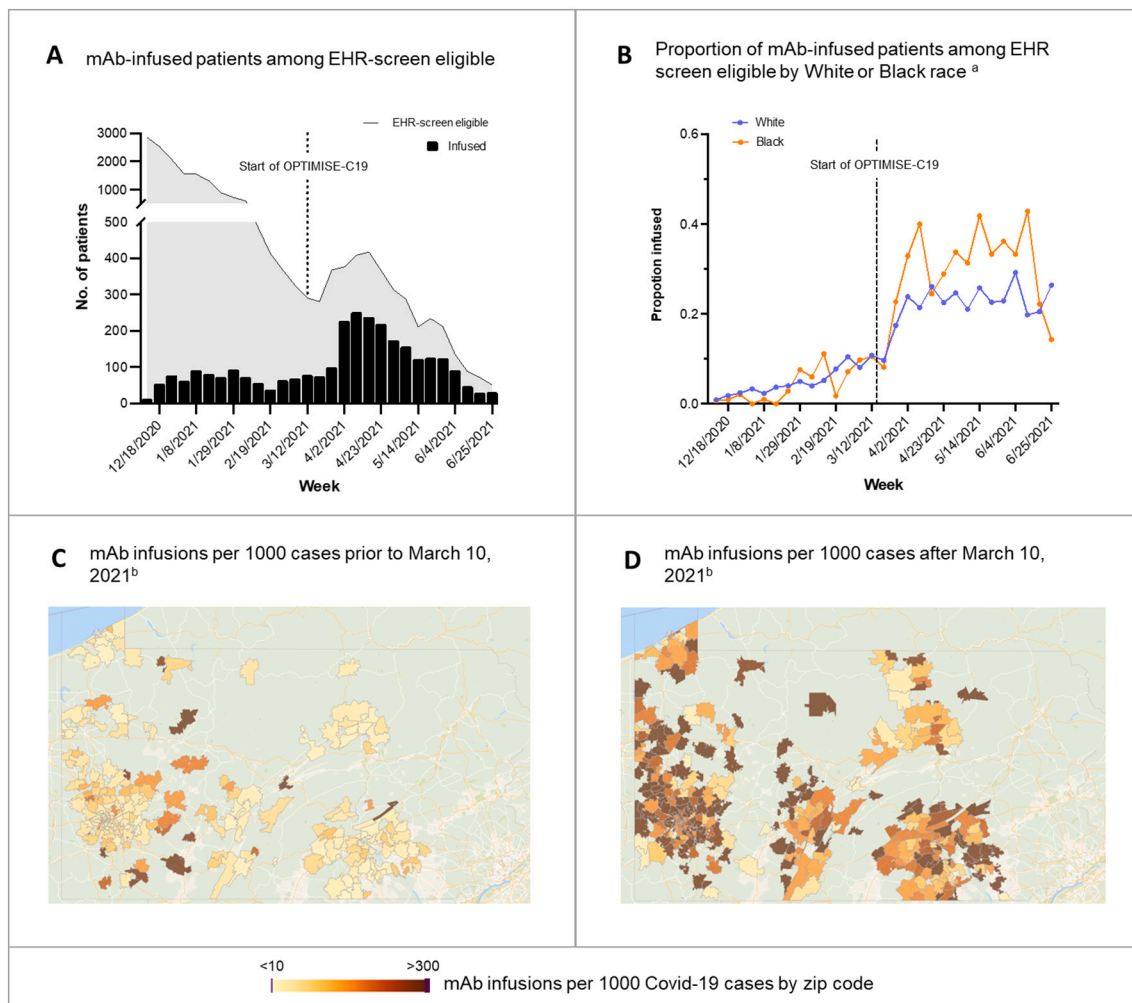 A mAb-infused patients among EHR-screen eligible
EHR-screen eligible
Infused
Start of OPTIMISE-C19
No. of patients
3000
2000
1000
500
400
300
200
100
0
12/18/2020
1/8/2021
1/29/2021
2/19/2021
3/12/2021
4/2/2021
4/23/2021
5/14/2021
6/04/2021
6/25/2021
Week
B Proportion of mAb-infused patients among EHR
screen eligible by White or Black race a
White
Black
Start of OPTIMISE-C19
Propotion infused
0.6
0.4
0.2
0.0
12/18/2020
1/8/2021
1/29/2021
2/19/2021
3/12/2021
4/2/2021
4/23/2021
5/14/2021
6/4/2021
6/25/2021
Week
C mAb infusions per 1000 cases prior to March 10,
2021b
D mAb infusions per 1000 cases after March 10,
2021b
<10 >300
mAb infusions per 1000 Covid-19 cases by zip code